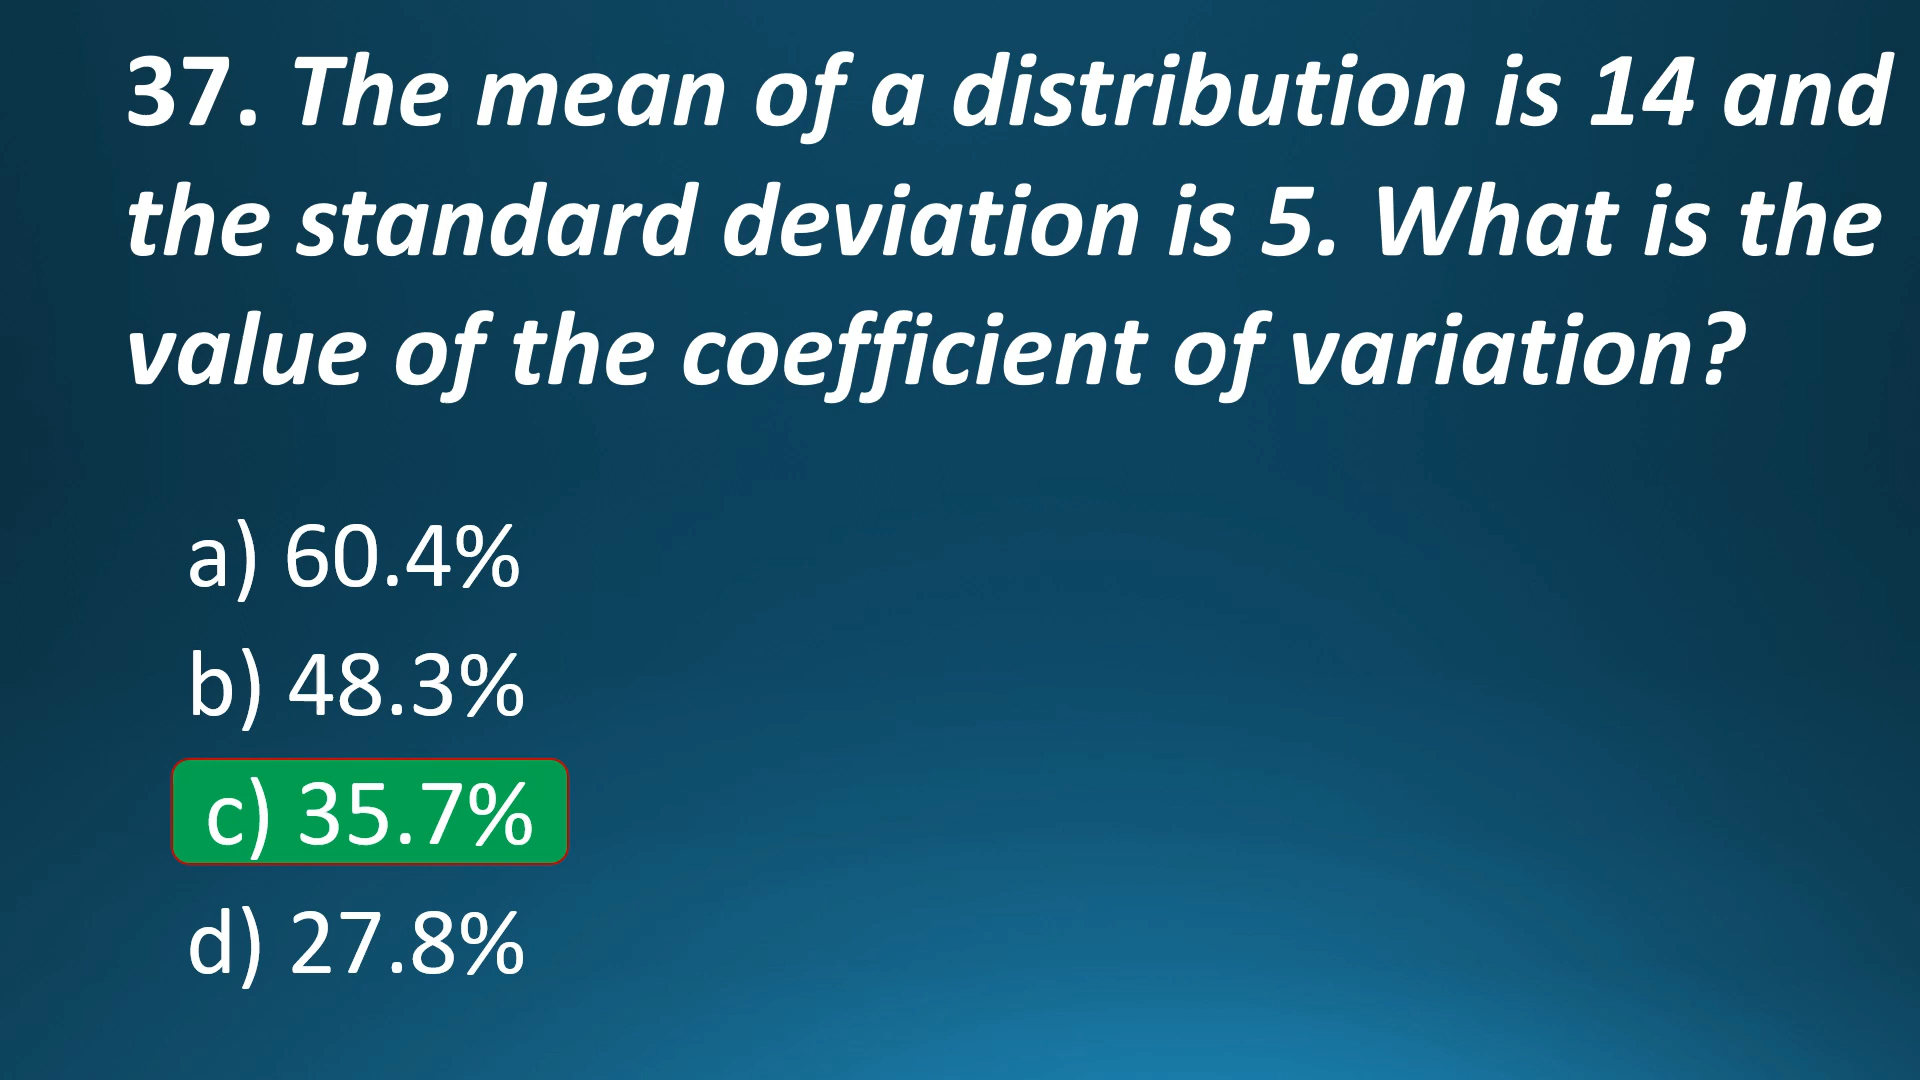 37. The mean of a distribution is 14 and
the standard deviation is 5. What is the
value of the coefficient of variation?
a) 60.4%
b) 48.3%
c) 35.7%
d) 27.8%